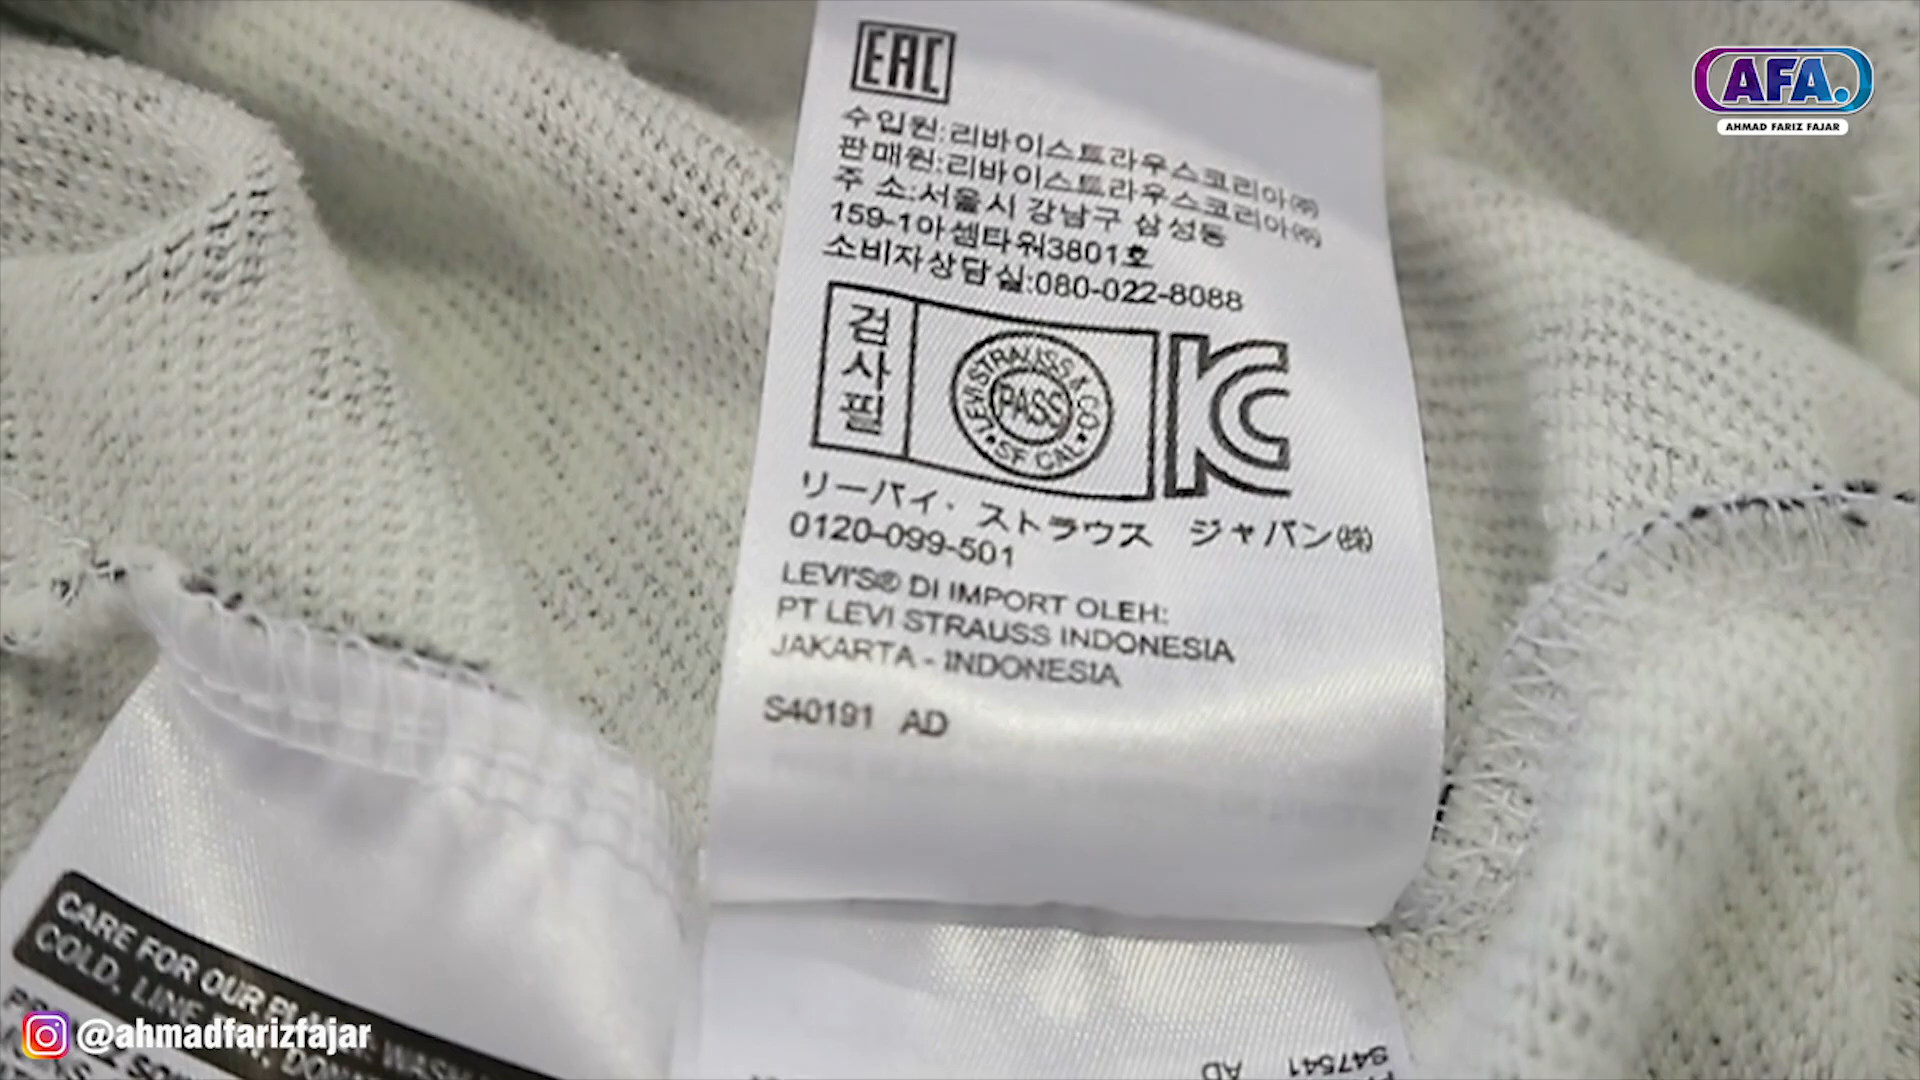 AFA.
AHMAD FARIZ FAJAR
EAC
수입원:리바이스트라우스코리아㈜
판매원:리바이스트라우스코리아㈜
주 소:서울시 강남구 삼성동
159-1아셈타워3801호
소비자상담실:080-022-8088
검사필
LEVI STRAUSS & CO
PASS
SF CAL
KC
リーバイ・ストラウス ジャパン㈱
0120-099-501
LEVI'S® DI IMPORT OLEH:
PT LEVI STRAUSS INDONESIA
JAKARTA - INDONESIA
S40191 AD
CARE FOR OUR
COLD, LINE
WASH
S47541 AD
@ahmadfarizfajar